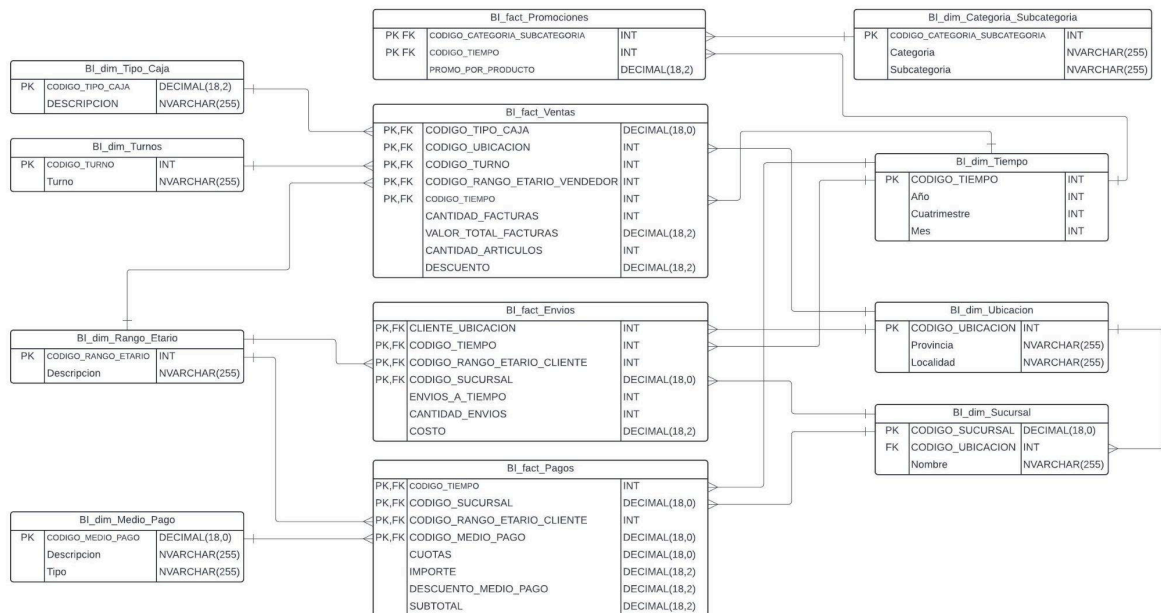 BI_fact_Promociones
PK FK CODIGO_CATEGORIA_SUBCATEGORIA INT
PK FK CODIGO_TIEMPO INT
PROMO_POR_PRODUCTO DECIMAL(18,2)
BI_dim_Categoria_Subcategoria
PK CODIGO_CATEGORIA_SUBCATEGORIA INT
Categoria NVARCHAR(255)
Subcategoria NVARCHAR(255)
BI_dim_Tipo_Caja
PK CODIGO_TIPO_CAJA DECIMAL(18,2)
DESCRIPCION NVARCHAR(255)
BI_fact_Ventas
PK,FK CODIGO_TIPO_CAJA DECIMAL(18,0)
PK,FK CODIGO_UBICACION INT
PK,FK CODIGO_TURNO INT
PK,FK CODIGO_RANGO_ETARIO_VENDEDOR INT
PK,FK CODIGO_TIEMPO INT
CANTIDAD_FACTURAS INT
VALOR_TOTAL_FACTURAS DECIMAL(18,2)
CANTIDAD_ARTICULOS INT
DESCUENTO DECIMAL(18,2)
BI_dim_Turnos
PK CODIGO_TURNO INT
Turno NVARCHAR(255)
BI_dim_Tiempo
PK CODIGO_TIEMPO INT
Año INT
Cuatrimestre INT
Mes INT
BI_dim_Rango_Etario
PK CODIGO_RANGO_ETARIO INT
Descripcion NVARCHAR(255)
BI_fact_Envios
PK,FK CLIENTE_UBICACION INT
PK,FK CODIGO_TIEMPO INT
PK,FK CODIGO_RANGO_ETARIO_CLIENTE INT
PK,FK CODIGO_SUCURSAL DECIMAL(18,0)
ENVIOS_A_TIEMPO INT
CANTIDAD_ENVIOS INT
COSTO DECIMAL(18,2)
BI_dim_Ubicacion
PK CODIGO_UBICACION INT
Provincia NVARCHAR(255)
Localidad NVARCHAR(255)
BI_dim_Sucursal
PK CODIGO_SUCURSAL DECIMAL(18,0)
FK CODIGO_UBICACION INT
Nombre NVARCHAR(255)
BI_fact_Pagos
PK,FK CODIGO_TIEMPO INT
PK,FK CODIGO_SUCURSAL DECIMAL(18,0)
PK,FK CODIGO_RANGO_ETARIO_CLIENTE INT
PK,FK CODIGO_MEDIO_PAGO DECIMAL(18,0)
CUOTAS DECIMAL(18,0)
IMPORTE DECIMAL(18,2)
DESCUENTO_MEDIO_PAGO DECIMAL(18,2)
SUBTOTAL DECIMAL(18,2)
BI_dim_Medio_Pago
PK CODIGO_MEDIO_PAGO DECIMAL(18,0)
Descripcion NVARCHAR(255)
Tipo NVARCHAR(255)